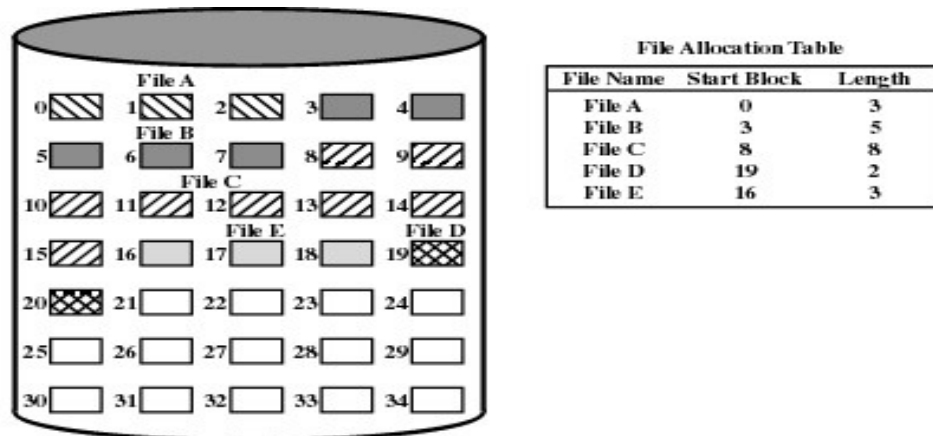 File Allocation Table
File Name Start Block Length
File A 0 3
File B 3 5
File C 8 8
File D 19 2
File E 16 3
File A
0 1 2 3 4
File B
5 6 7 8 9
File C
10 11 12 13 14
File E File D
15 16 17 18 19
20 21 22 23 24
25 26 27 28 29
30 31 32 33 34